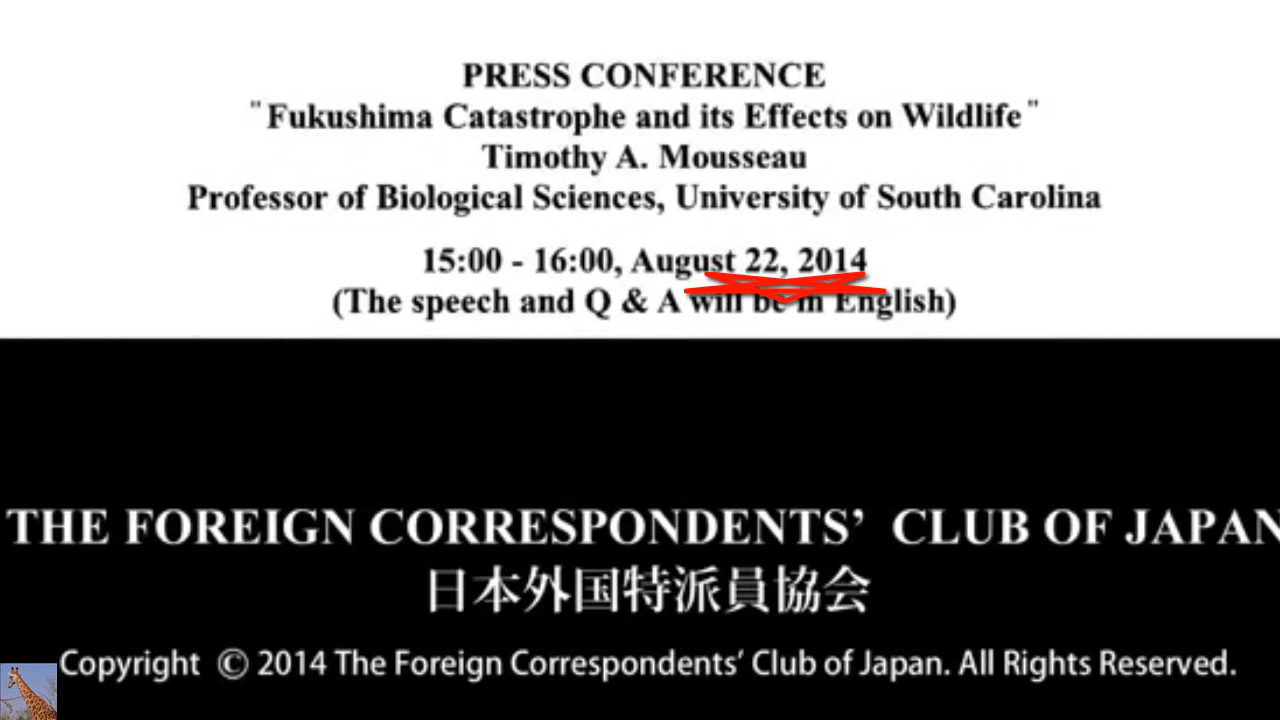 PRESS CONFERENCE
"Fukushima Catastrophe and its Effects on Wildlife"
Timothy A. Mousseau
Professor of Biological Sciences, University of South Carolina
15:00 - 16:00, August 22, 2014
(The speech and Q & A will be in English)
THE FOREIGN CORRESPONDENTS’ CLUB OF JAPAN
日本外国特派員協会
Copyright © 2014 The Foreign Correspondents’ Club of Japan. All Rights Reserved.